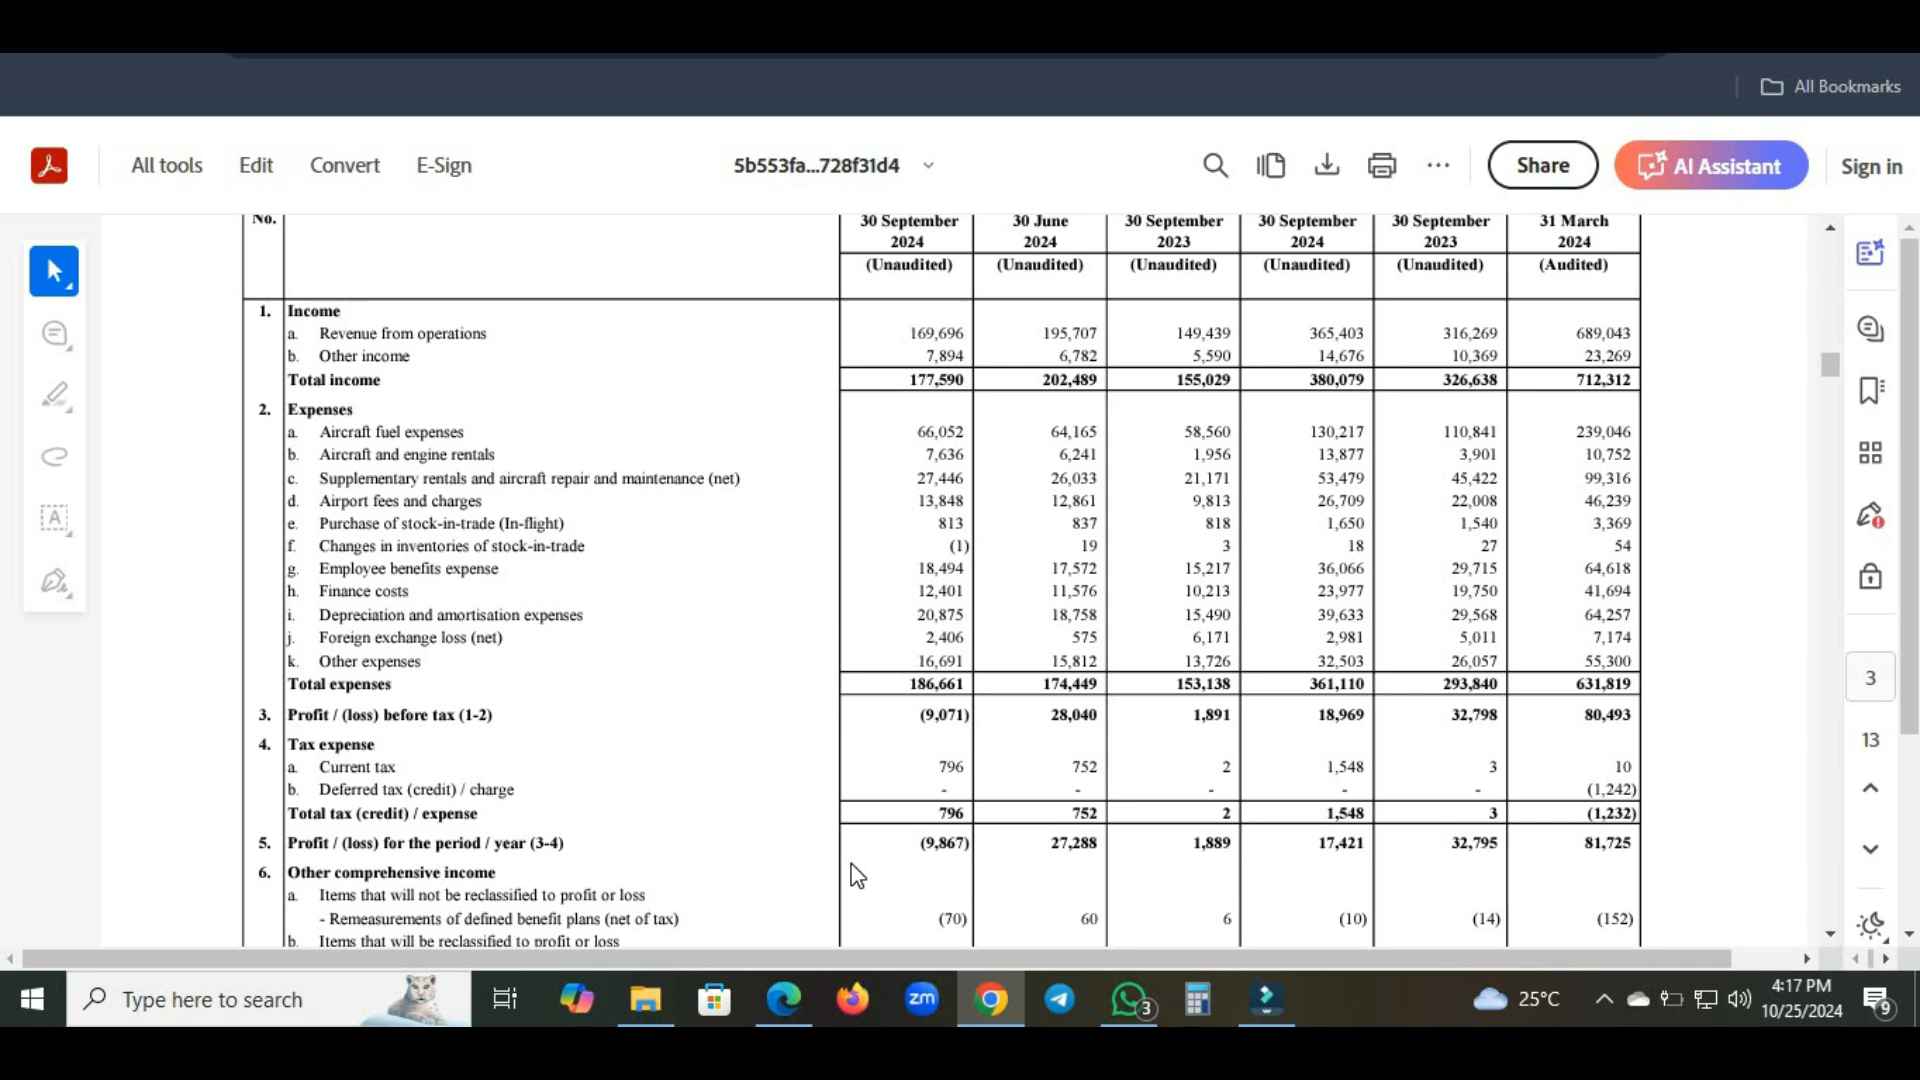 All Bookmarks
All tools Edit Convert E-Sign 5b553fa...728f31d4 Share AI Assistant Sign in
No. 30 September 30 June 30 September 30 September 30 September 31 March
2024 2024 2023 2024 2023 2024
(Unaudited) (Unaudited) (Unaudited) (Unaudited) (Unaudited) (Audited)
1. Income
a. Revenue from operations 169,696 195,707 149,439 365,403 316,269 689,043
b. Other income 7,894 6,782 5,590 14,676 10,369 23,269
Total income 177,590 202,489 155,029 380,079 326,638 712,312
2. Expenses
a. Aircraft fuel expenses 66,052 64,165 58,560 130,217 110,841 239,046
b. Aircraft and engine rentals 7,636 6,241 1,956 13,877 3,901 10,752
c. Supplementary rentals and aircraft repair and maintenance (net) 27,446 26,033 21,171 53,479 45,422 99,316
d. Airport fees and charges 13,848 12,861 9,813 26,709 22,008 46,239
e. Purchase of stock-in-trade (In-flight) 813 837 818 1,650 1,540 3,369
f. Changes in inventories of stock-in-trade (1) 19 3 18 27 54
g. Employee benefits expense 18,494 17,572 15,217 36,066 29,715 64,618
h. Finance costs 12,401 11,576 10,213 23,977 19,750 41,694
i. Depreciation and amortisation expenses 20,875 18,758 15,490 39,633 29,568 64,257
j. Foreign exchange loss (net) 2,406 575 6,171 2,981 5,011 7,174
k. Other expenses 16,691 15,812 13,726 32,503 26,057 55,300
Total expenses 186,661 174,449 153,138 361,110 293,840 631,819
3. Profit / (loss) before tax (1-2) (9,071) 28,040 1,891 18,969 32,798 80,493
4. Tax expense
a. Current tax 796 752 2 1,548 3 10
b. Deferred tax (credit) / charge - - - - - (1,242)
Total tax (credit) / expense 796 752 2 1,548 3 (1,232)
5. Profit / (loss) for the period / year (3-4) (9,867) 27,288 1,889 17,421 32,795 81,725
6. Other comprehensive income
a. Items that will not be reclassified to profit or loss
- Remeasurements of defined benefit plans (net of tax) (70) 60 6 (10) (14) (152)
b. Items that will be reclassified to profit or loss
3
13
Type here to search
zm
3
25°C
4:17 PM
10/25/2024
9